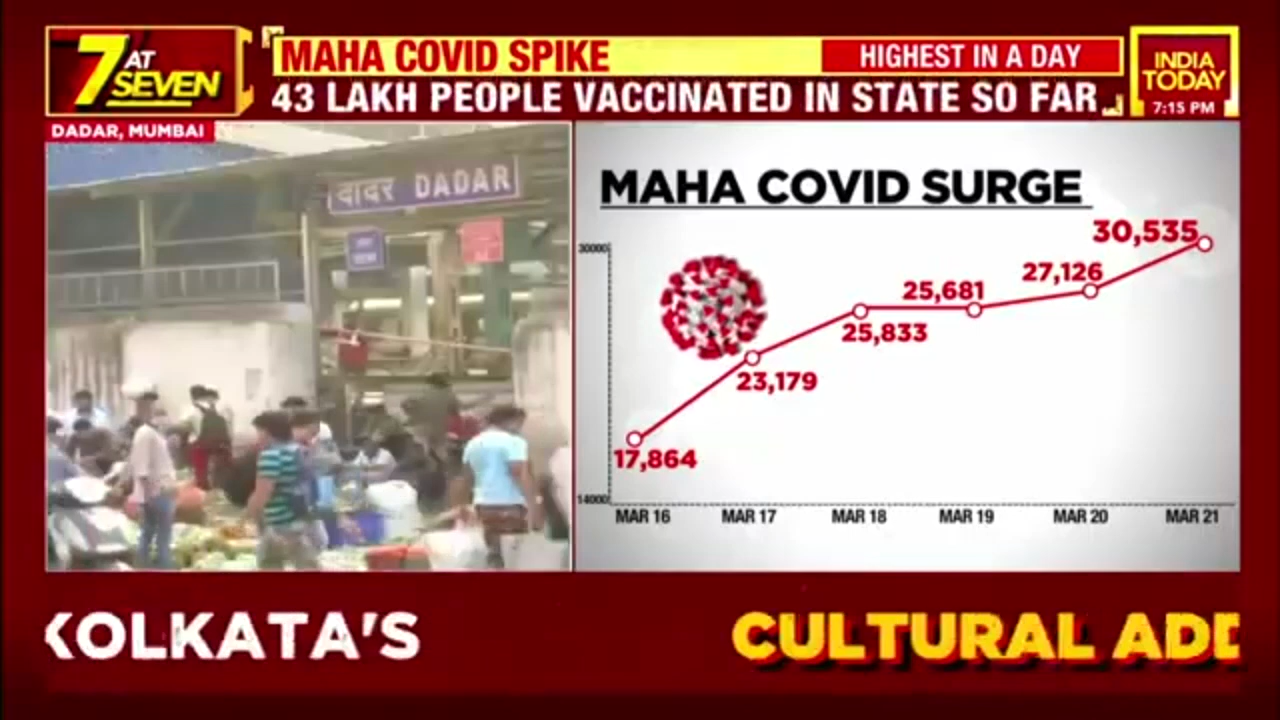 7 AT SEVEN
MAHA COVID SPIKE
HIGHEST IN A DAY
43 LAKH PEOPLE VACCINATED IN STATE SO FAR
INDIA
TODAY
7:15 PM
DADAR, MUMBAI
दादर DADAR
MAHA COVID SURGE
30000
30,535
27,126
25,681
25,833
23,179
17,864
14000
MAR 16 MAR 17 MAR 18 MAR 19 MAR 20 MAR 21
KOLKATA'S
CULTURAL ADD